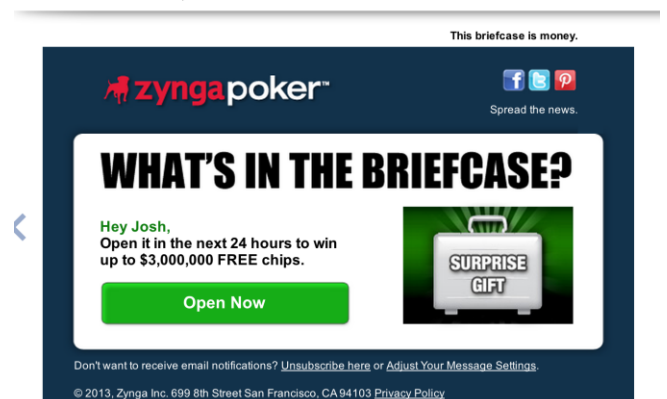 This briefcase is money.
zyngapoker™
Spread the news.
WHAT'S IN THE BRIEFCASE?
Hey Josh,
Open it in the next 24 hours to win
up to $3,000,000 FREE chips.
SURPRISE
GIFT
Open Now
Don't want to receive email notifications? Unsubscribe here or Adjust Your Message Settings.
© 2013, Zynga Inc. 699 8th Street San Francisco, CA 94103 Privacy Policy